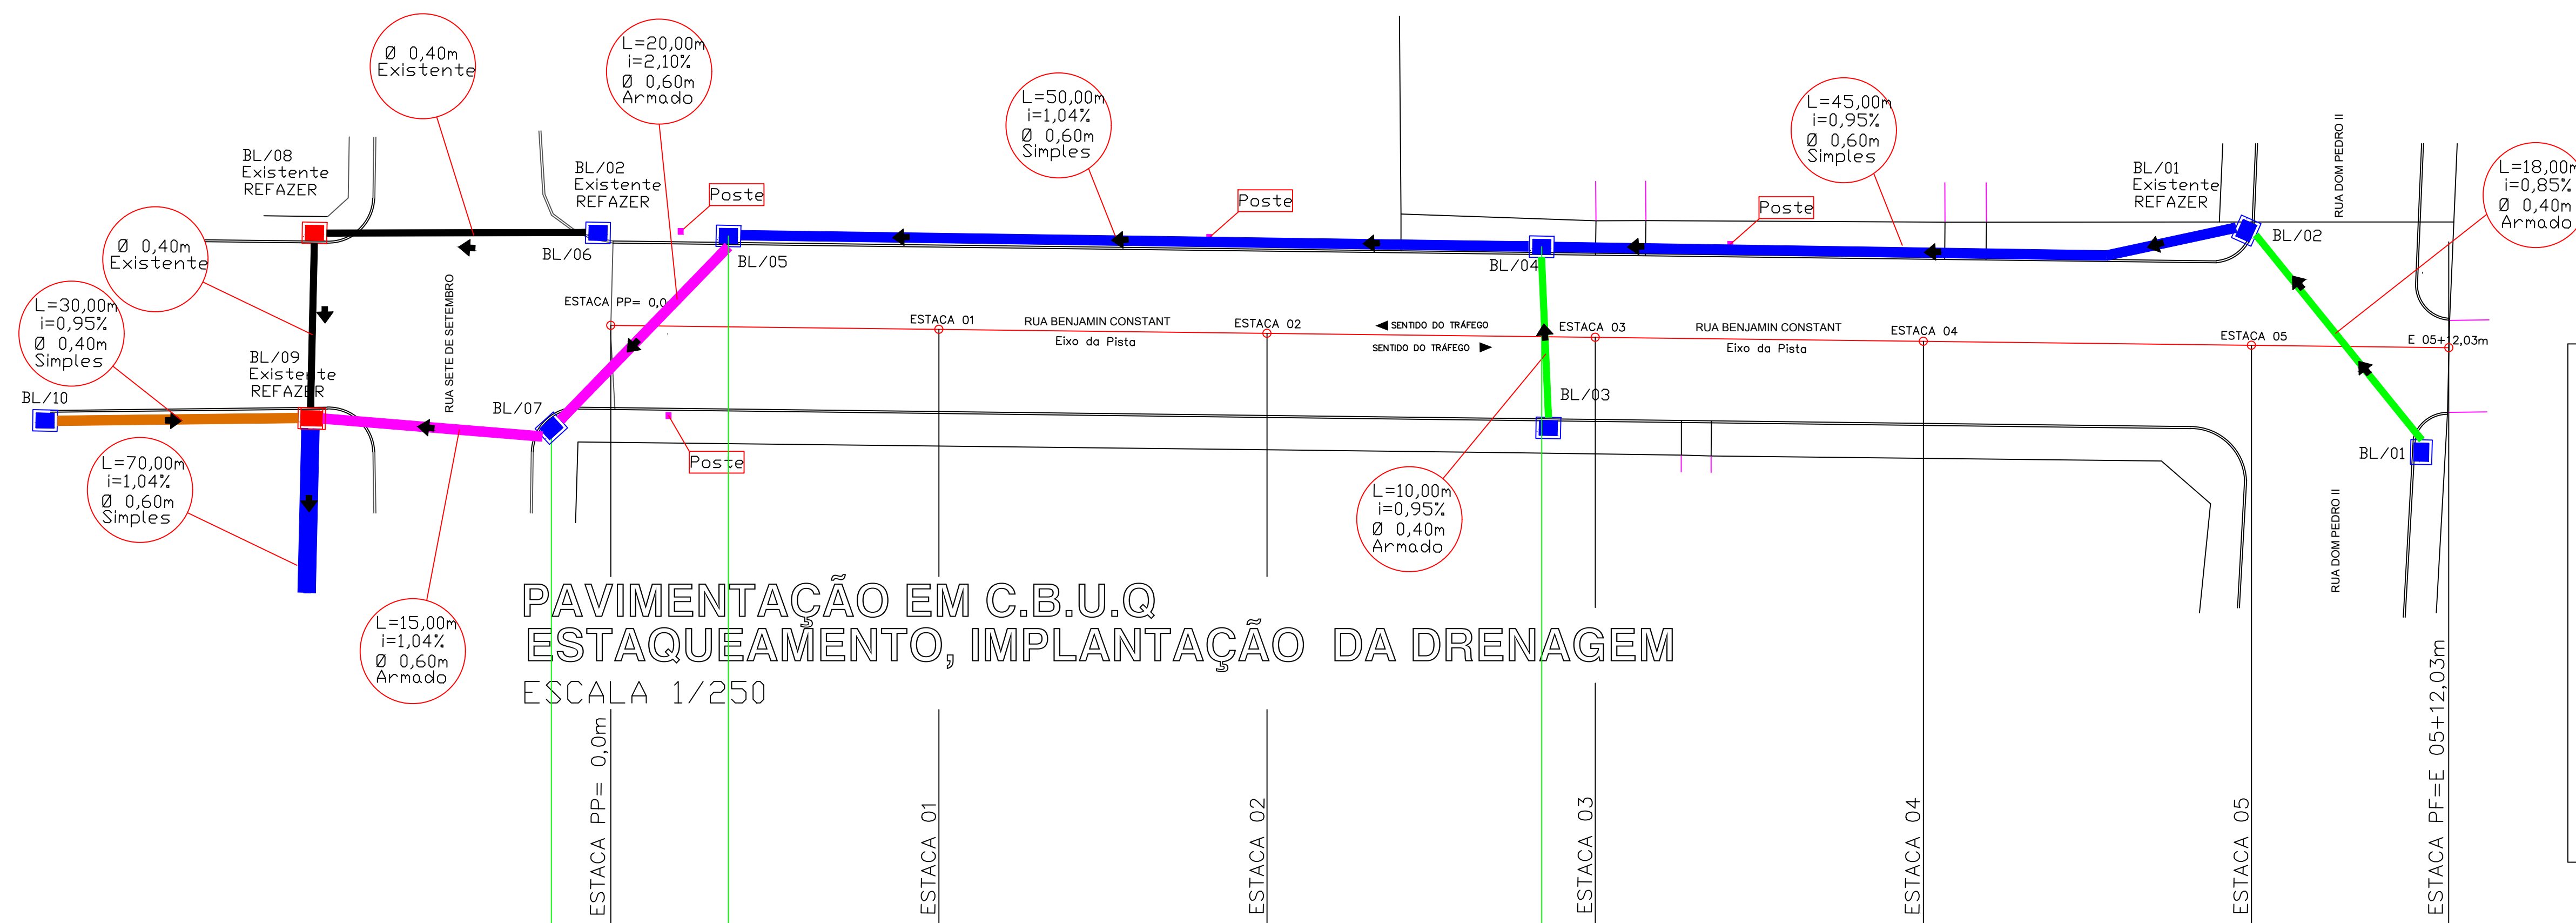 Ø 0,40m
Existente
L=20,00m
i=2,10%
Ø 0,60m
Armado
L=50,00m
i=1,04%
Ø 0,60m
Simples
L=45,00m
i=0,95%
Ø 0,60m
Simples
L=18,00m
i=0,85%
Ø 0,40m
Armado
BL/08
Existente
REFAZER
BL/02
Existente
REFAZER
Poste
Poste
Poste
BL/01
Existente
REFAZER
RUA DOM PEDRO II
BL/02
Ø 0,40m
Existente
BL/06
BL/05
BL/04
L=30,00m
i=0,95%
Ø 0,40m
Simples
RUA SETE DE SETEMBRO
ESTACA PP= 0,0
ESTACA 01
RUA BENJAMIN CONSTANT
Eixo da Pista
ESTACA 02
SENTIDO DO TRÁFEGO
SENTIDO DO TRÁFEGO
ESTACA 03
RUA BENJAMIN CONSTANT
Eixo da Pista
ESTACA 04
ESTACA 05
E 05+12,03m
BL/09
Existente
REFAZER
BL/10
BL/07
BL/03
Poste
BL/01
L=70,00m
i=1,04%
Ø 0,60m
Simples
L=10,00m
i=0,95%
Ø 0,40m
Armado
RUA DOM PEDRO II
L=15,00m
i=1,04%
Ø 0,60m
Armado
PAVIMENTAÇÃO EM C.B.U.Q
ESTAQUEAMENTO, IMPLANTAÇÃO DA DRENAGEM
ESCALA 1/250
ESTACA PP= 0,0m
ESTACA 01
ESTACA 02
ESTACA 03
ESTACA 04
ESTACA 05
ESTACA PF=E 05+12,03m